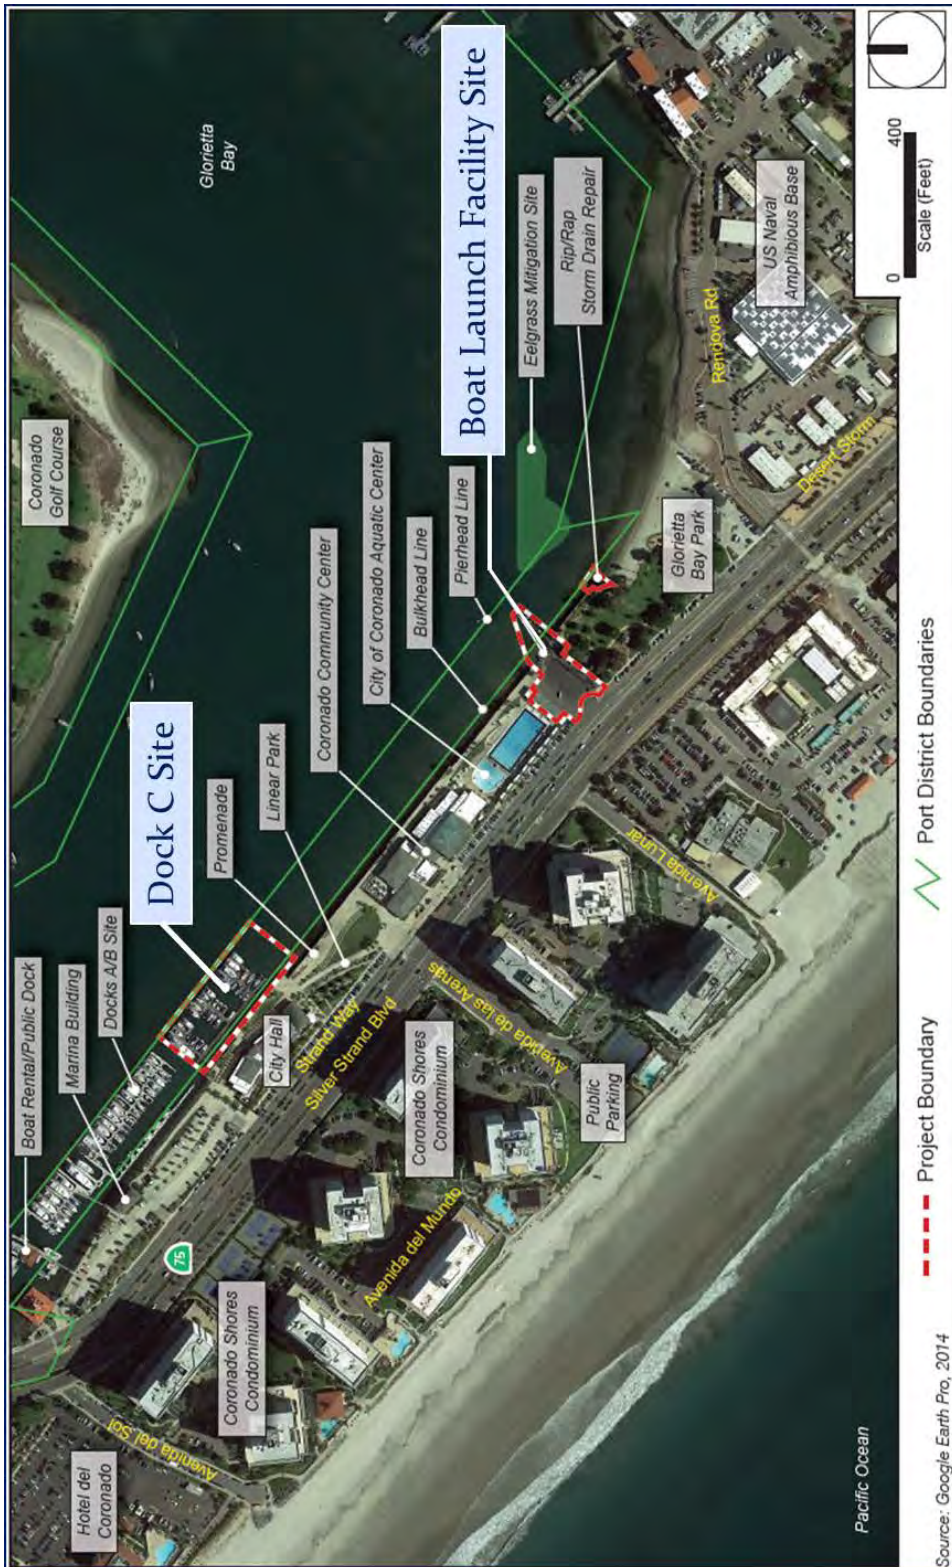 Hotel del
Coronado
Avenida del Sol
Coronado Shores
Condominium
75
Boat Rental/Public Dock
Marina Building
Docks A/B Site
Dock C Site
Promenade
Linear Park
City Hall
Strand Way
Silver Strand Blvd
Avenida del Mundo
Coronado Shores
Condominium
Avenida de las Arenas
Public
Parking
Coronado
Golf Course
Glorietta
Bay
Coronado Community Center
City of Coronado Aquatic Center
Bulkhead Line
Pierhead Line
Boat Launch Facility Site
Eelgrass Mitigation Site
Rip/Rap
Storm Drain Repair
Avenida Lunar
Glorietta
Bay Park
Rendova Rd
US Naval
Amphibious Base
Desert Storm
Pacific Ocean
0
400
Scale (Feet)
Source: Google Earth Pro, 2014
Project Boundary
Port District Boundaries